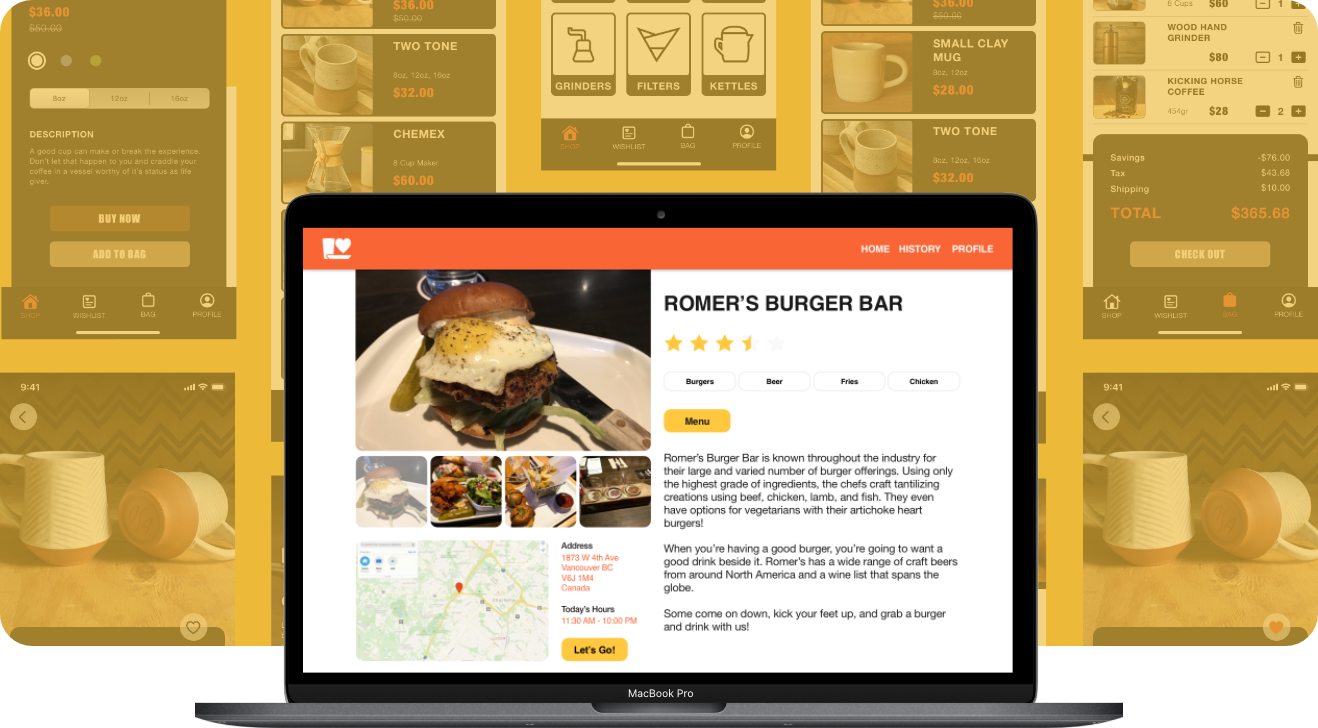 $36.00
$50.00
8oz
12oz
16oz
DESCRIPTION
A good cup can make or break the experience.
Don't let that happen to you and craddle your
coffee in a vessel worthy of it's status as life
giver.
BUY NOW
ADD TO BAG
SHOP
WISHLIST
BAG
PROFILE
9:41
$36.00
$50.00
TWO TONE
8oz, 12oz, 16oz
$32.00
CHEMEX
8 Cup Maker
$60.00
GRINDERS
FILTERS
KETTLES
SHOP
WISHLIST
BAG
PROFILE
$36.00
$50.00
SMALL CLAY
MUG
8oz, 12oz
$28.00
TWO TONE
8oz, 12oz, 16oz
$32.00
6 Cups
$60
1
WOOD HAND
GRINDER
$80
1
KICKING HORSE
COFFEE
454gr
$28
2
Savings
-$76.00
Tax
$43.68
Shipping
$10.00
TOTAL
$365.68
CHECK OUT
SHOP
WISHLIST
BAG
PROFILE
9:41
HOME
HISTORY
PROFILE
ROMER'S BURGER BAR
Burgers
Beer
Fries
Chicken
Menu
Romer's Burger Bar is known throughout the industry for
their large and varied number of burger offerings. Using only
the highest grade of ingredients, the chefs craft tantilizing
creations using beef, chicken, lamb, and fish. They even
have options for vegetarians with their artichoke heart
burgers!
When you're having a good burger, you're going to want a
good drink beside it. Romer's has a wide range of craft beers
from around North America and a wine list that spans the
globe.
Some come on down, kick your feet up, and grab a burger
and drink with us!
Address
1873 W 4th Ave
Vancouver BC
V6J 1M4
Canada
Today's Hours
11:30 AM - 10:00 PM
Let's Go!
MacBook Pro